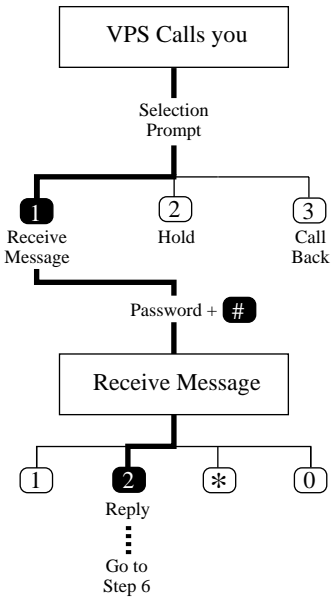 VPS Calls you
Selection
Prompt
1 2 3
Receive Hold Call
Message Back
Password + #
Receive Message
1 2 * 0
Reply
Go to
Step 6